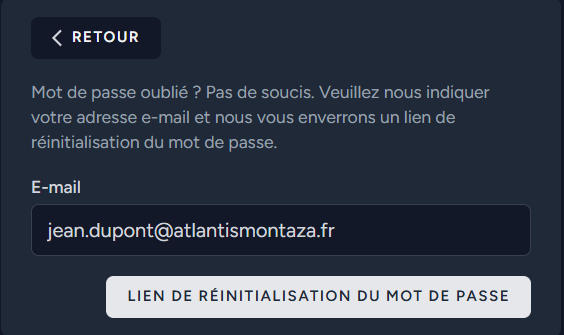 RETOUR
Mot de passe oublié ? Pas de soucis. Veuillez nous indiquer
votre adresse e-mail et nous vous enverrons un lien de
réinitialisation du mot de passe.
E-mail
jean.dupont@atlantismontaza.fr
LIEN DE RÉINITIALISATION DU MOT DE PASSE